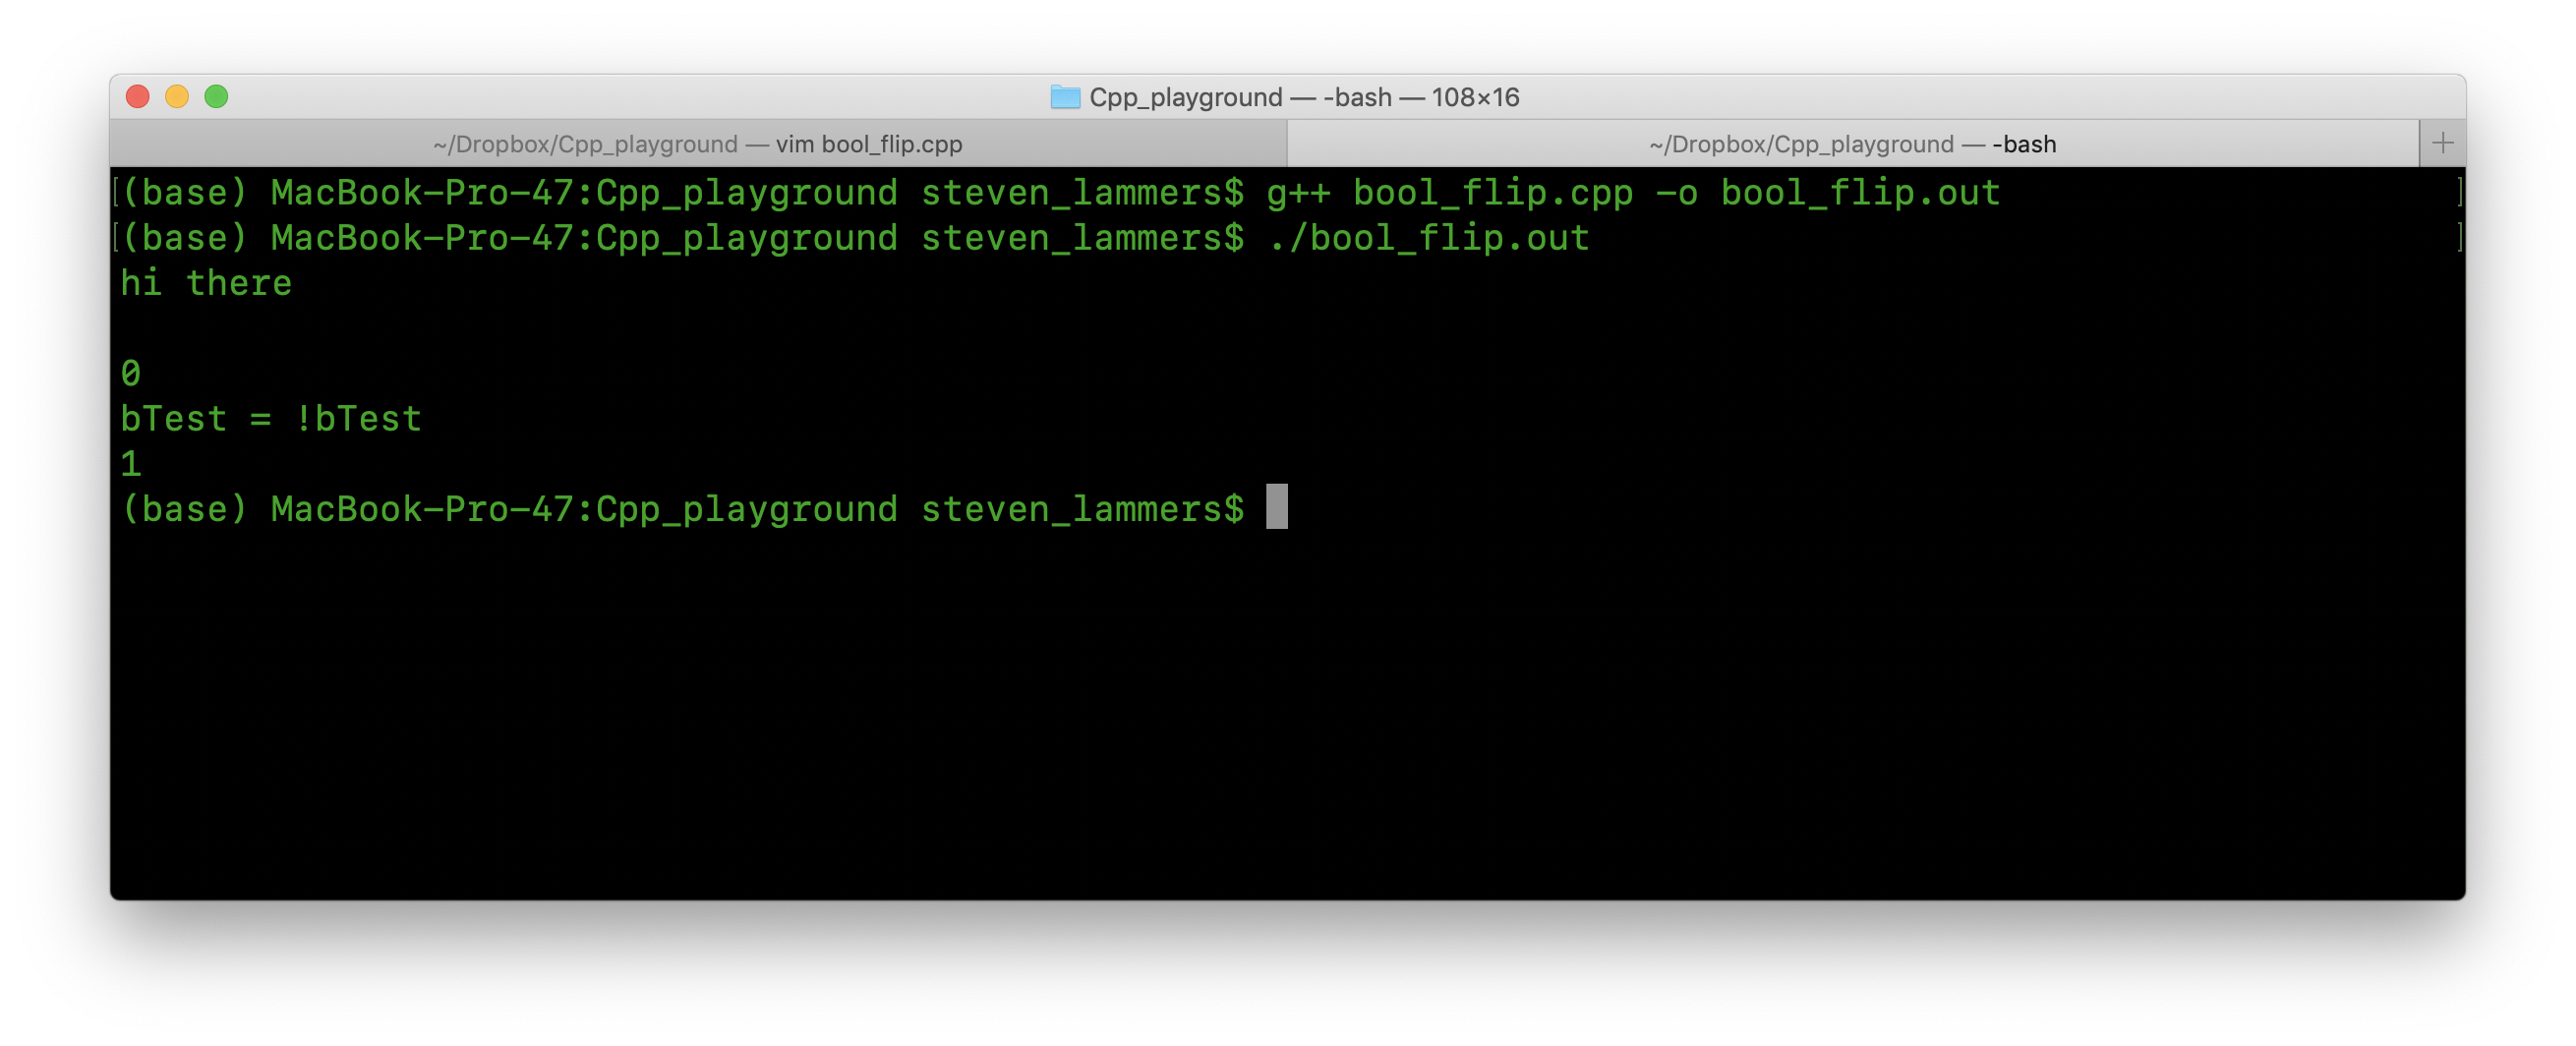 Cpp_playground — -bash — 108×16
~/Dropbox/Cpp_playground — vim bool_flip.cpp
~/Dropbox/Cpp_playground — -bash
[(base) MacBook-Pro-47:Cpp_playground steven_lammers$ g++ bool_flip.cpp -o bool_flip.out ]
[(base) MacBook-Pro-47:Cpp_playground steven_lammers$ ./bool_flip.out ]
hi there
0
bTest = !bTest
1
(base) MacBook-Pro-47:Cpp_playground steven_lammers$